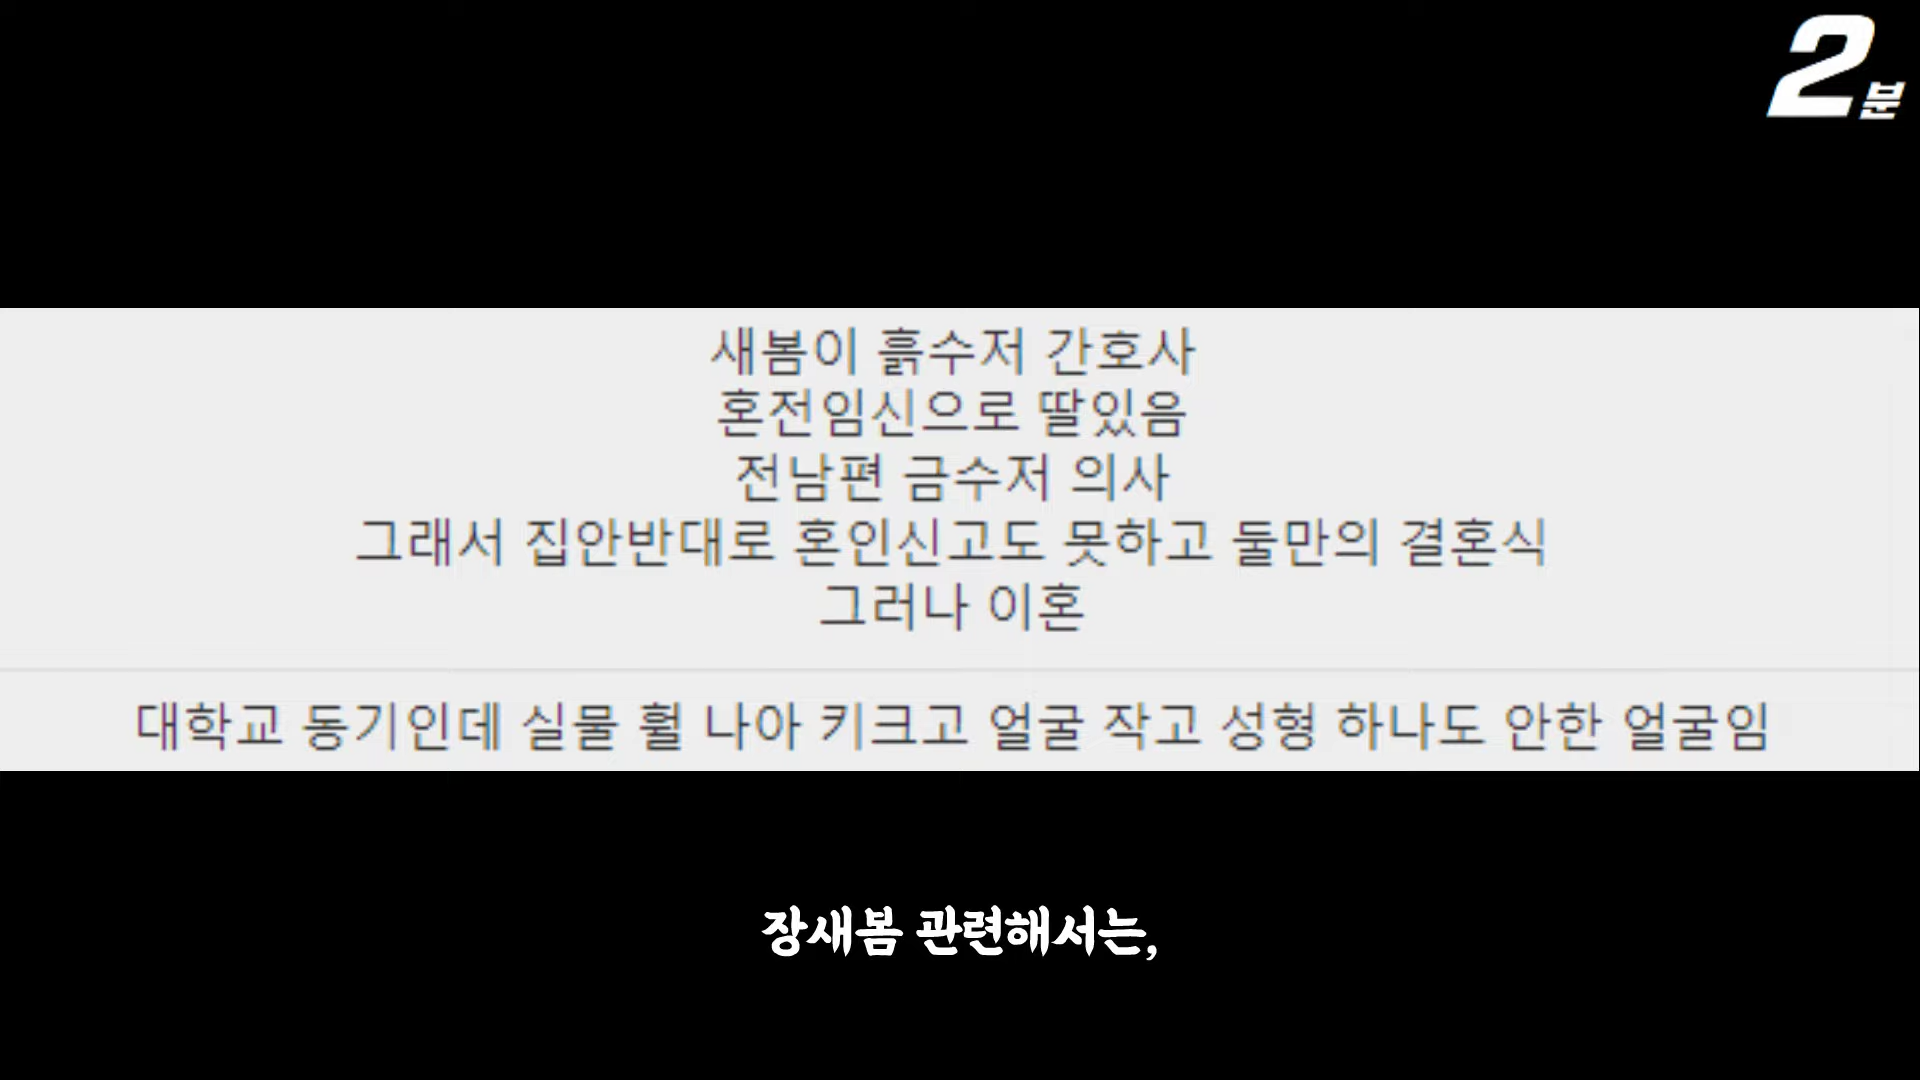 2분
새봄이 흙수저 간호사
혼전임신으로 딸있음
전남편 금수저 의사
그래서 집안반대로 혼인신고도 못하고 둘만의 결혼식
그러나 이혼
대학교 동기인데 실물 훨 나아 키크고 얼굴 작고 성형 하나도 안한 얼굴임
장새봄 관련해서는,